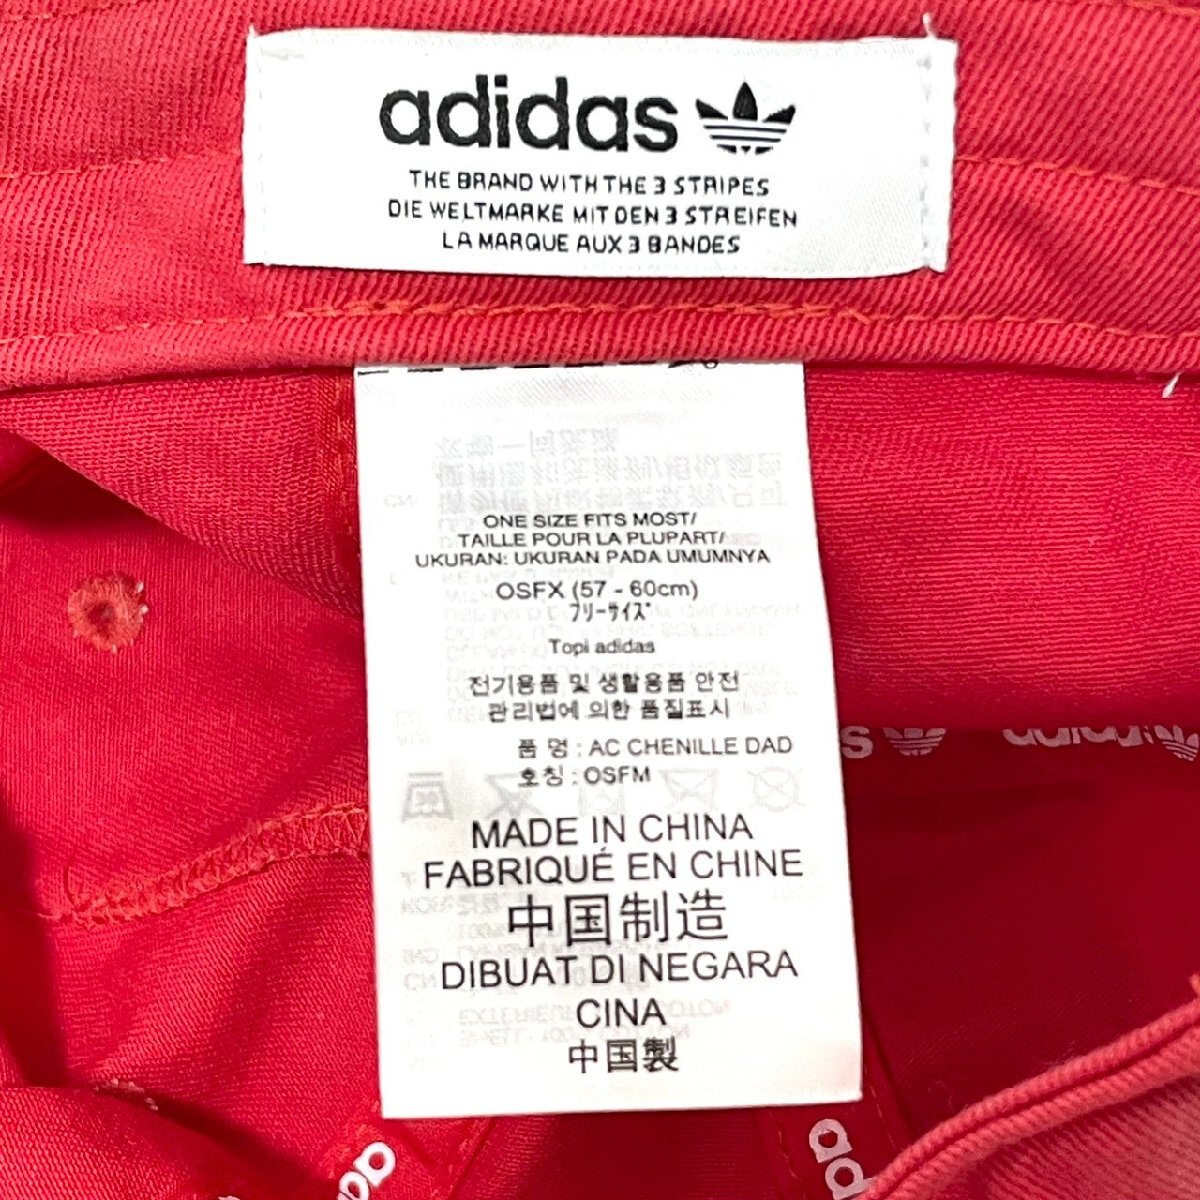 adidas
THE BRAND WITH THE 3 STRIPES
DIE WELTMARKE MIT DEN 3 STREIFEN
LA MARQUE AUX 3 BANDES
ONE SIZE FITS MOST/
TAILLE POUR LA PLUPART/
UKURAN: UKURAN PADA UMUMNYA
OSFX (57 - 60cm)
フリーサイズ
Topi adidas
전기용품 및 생활용품 안전
관리법에 의한 품질표시
품 명 : AC CHENILLE DAD
호칭 : OSFM
MADE IN CHINA
FABRIQUÉ EN CHINE
中国制造
DIBUAT DI NEGARA
CINA
中国製